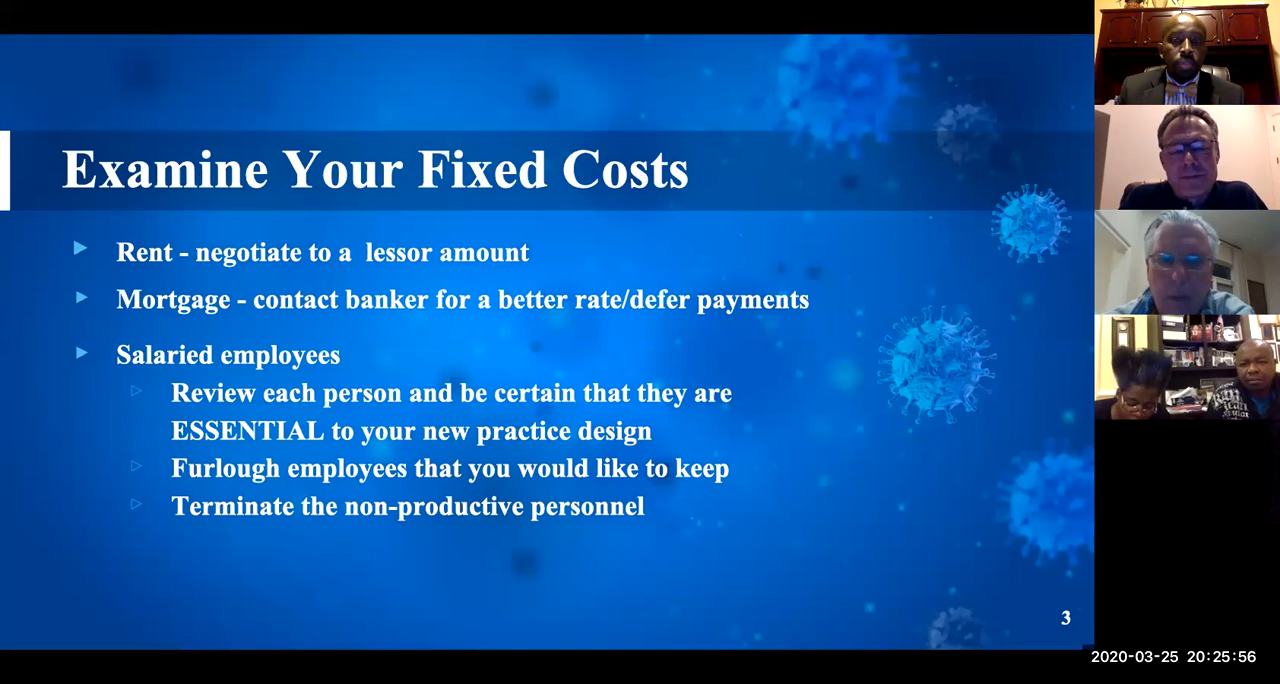 Examine Your Fixed Costs
Rent - negotiate to a  lessor amount
Mortgage - contact banker for a better rate/defer payments
Salaried employees
Review each person and be certain that they are
ESSENTIAL to your new practice design
Furlough employees that you would like to keep
Terminate the non-productive personnel
3
2020-03-25 20:25:56